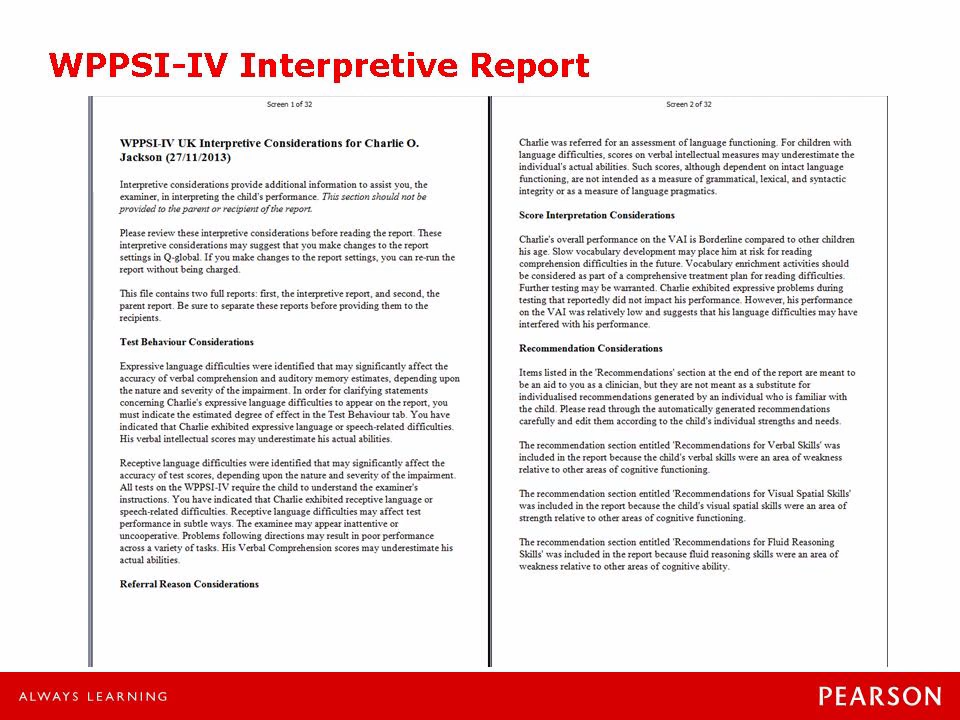 WPPSI-IV Interpretive Report
Screen 1 of 32
WPPSI-IV UK Interpretive Considerations for Charlie O.
Jackson (27/11/2013)
Interpretive considerations provide additional information to assist you, the
examiner, in interpreting the child's performance. This section should not be
provided to the parent or recipient of the report.
Please review these interpretive considerations before reading the report. These
interpretive considerations may suggest that you make changes to the report
settings in Q-global. If you make changes to the report settings, you can re-run the
report without being charged.
This file contains two full reports: first, the interpretive report, and second, the
parent report. Be sure to separate these reports before providing them to the
recipients.
Test Behaviour Considerations
Expressive language difficulties were identified that may significantly affect the
accuracy of verbal comprehension and auditory memory estimates, depending upon
the nature and severity of the impairment. In order for clarifying statements
concerning Charlie's expressive language difficulties to appear on the report, you
must indicate the estimated degree of effect in the Test Behaviour tab. You have
indicated that Charlie exhibited expressive language or speech-related difficulties.
His verbal intellectual scores may underestimate his actual abilities.
Receptive language difficulties were identified that may significantly affect the
accuracy of test scores, depending upon the nature and severity of the impairment.
All tests on the WPPSI-IV require the child to understand the examiner's
instructions. You have indicated that Charlie exhibited receptive language or
speech-related difficulties. Receptive language difficulties may affect test
performance in subtle ways. The examinee may appear inattentive or
uncooperative. Problems following directions may result in poor performance
across a variety of tasks. His Verbal Comprehension scores may underestimate his
actual abilities.
Referral Reason Considerations
Screen 2 of 32
Charlie was referred for an assessment of language functioning. For children with
language difficulties, scores on verbal intellectual measures may underestimate the
individual's actual abilities. Such scores, although dependent on intact language
functioning, are not intended as a measure of grammatical, lexical, and syntactic
integrity or as a measure of language pragmatics.
Score Interpretation Considerations
Charlie's overall performance on the VAI is Borderline compared to other children
his age. Slow vocabulary development may place him at risk for reading
comprehension difficulties in the future. Vocabulary enrichment activities should
be considered as part of a comprehensive treatment plan for reading difficulties.
Further testing may be warranted. Charlie exhibited expressive problems during
testing that reportedly did not impact his performance. However, his performance
on the VAI was relatively low and suggests that his language difficulties may have
interfered with his performance.
Recommendation Considerations
Items listed in the 'Recommendations' section at the end of the report are meant to
be an aid to you as a clinician, but they are not meant as a substitute for
individualised recommendations generated by an individual who is familiar with
the child. Please read through the automatically generated recommendations
carefully and edit them according to the child's individual strengths and needs.
The recommendation section entitled 'Recommendations for Verbal Skills' was
included in the report because the child's verbal skills were an area of weakness
relative to other areas of cognitive functioning.
The recommendation section entitled 'Recommendations for Visual Spatial Skills'
was included in the report because the child's visual spatial skills were an area of
strength relative to other areas of cognitive functioning.
The recommendation section entitled 'Recommendations for Fluid Reasoning
Skills' was included in the report because fluid reasoning skills were an area of
weakness relative to other areas of cognitive ability.
ALWAYS LEARNING
PEARSON